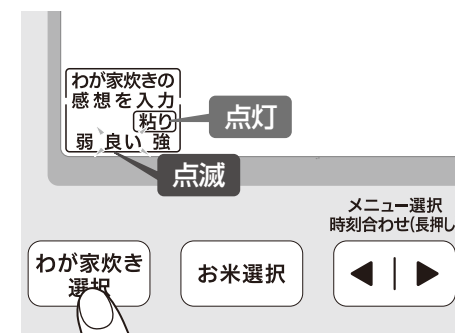 わが家炊きの
感想を入力
粘り
点灯
弱 良い 強
点滅
メニュー選択
時刻合わせ(長押し
わが家炊き
選択
お米選択
◀ | ▶